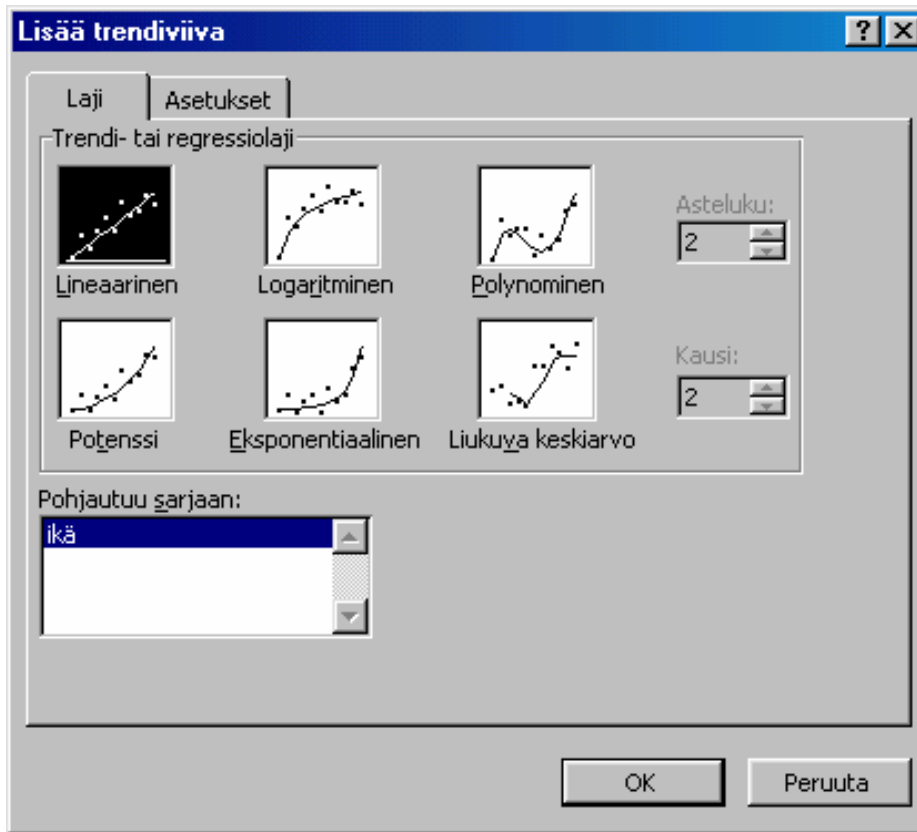 Lisää trendiviiva
Laji Asetukset
Trendi- tai regressiolaji
Lineaarinen Logaritminen Polynominen
Asteluku:
2
Potenssi Eksponentiaalinen Liukuva keskiarvo
Kausi:
2
Pohjautuu sarjaan:
ikä
OK Peruuta